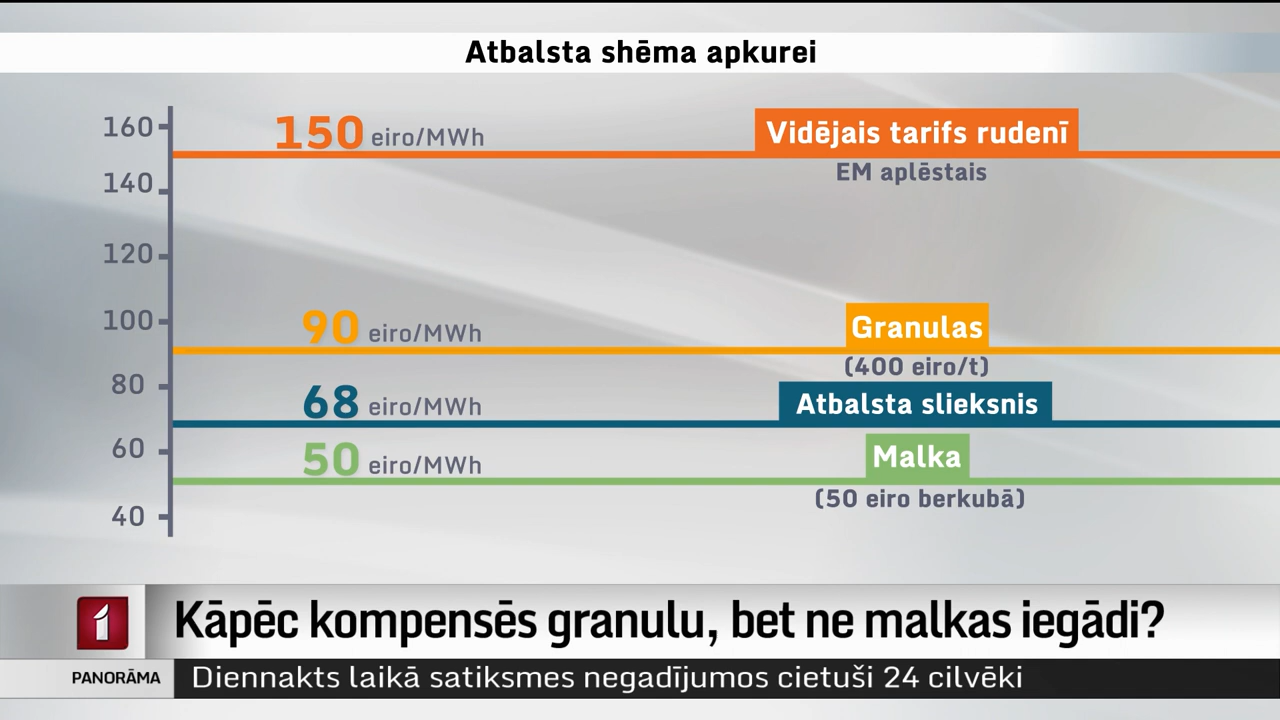 Atbalsta shēma apkurei
160
150 eiro/MWh
Vidējais tarifs rudenī
EM aplēstais
140
120
100
90 eiro/MWh
Granulas
(400 eiro/t)
80
68 eiro/MWh
Atbalsta slieksnis
60
50 eiro/MWh
Malka
(50 eiro berkubā)
40
1
Kāpēc kompensēs granulu, bet ne malkas iegādi?
PANORĀMA
Diennakts laikā satiksmes negadījumos cietuši 24 cilvēki